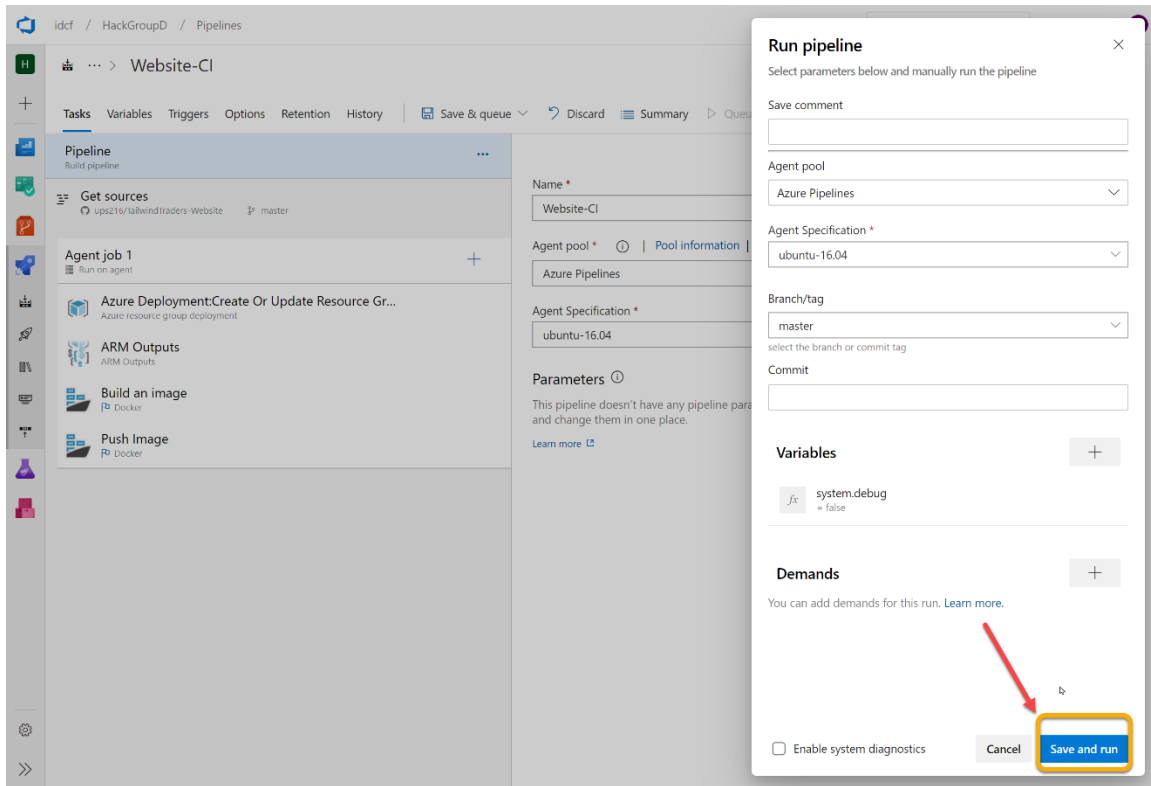 idcf / HackGroupD / Pipelines
H
··· > Website-CI
Tasks Variables Triggers Options Retention History Save & queue Discard Summary Queu
Pipeline
Build pipeline
Get sources
ups216/TailwindTraders-Website master
Agent job 1
Run on agent
Azure Deployment:Create Or Update Resource Gr...
Azure resource group deployment
ARM Outputs
ARM Outputs
Build an image
Docker
Push Image
Docker
Name *
Website-CI
Agent pool * | Pool information |
Azure Pipelines
Agent Specification *
ubuntu-16.04
Parameters
This pipeline doesn't have any pipeline para
and change them in one place.
Learn more
Run pipeline
Select parameters below and manually run the pipeline
Save comment
Agent pool
Azure Pipelines
Agent Specification *
ubuntu-16.04
Branch/tag
master
select the branch or commit tag
Commit
Variables
fx system.debug
= false
Demands
You can add demands for this run. Learn more.
Enable system diagnostics Cancel Save and run